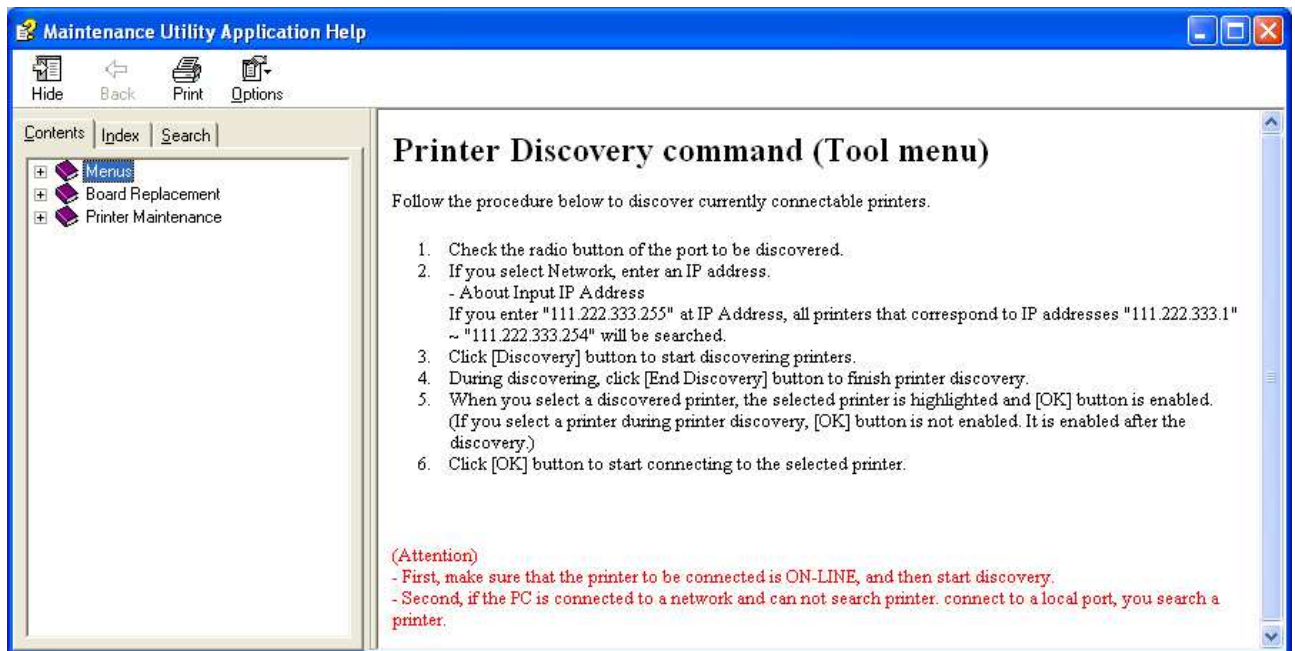 Maintenance Utility Application Help
Hide Back Print Options
Contents Index Search
Menus
Board Replacement
Printer Maintenance
Printer Discovery command (Tool menu)
Follow the procedure below to discover currently connectable printers.
1. Check the radio button of the port to be discovered.
2. If you select Network, enter an IP address.
- About Input IP Address
If you enter "111.222.333.255" at IP Address, all printers that correspond to IP addresses "111.222.333.1"
~ "111.222.333.254" will be searched.
3. Click [Discovery] button to start discovering printers.
4. During discovering, click [End Discovery] button to finish printer discovery.
5. When you select a discovered printer, the selected printer is highlighted and [OK] button is enabled.
(If you select a printer during printer discovery, [OK] button is not enabled. It is enabled after the
discovery.)
6. Click [OK] button to start connecting to the selected printer.
(Attention)
- First, make sure that the printer to be connected is ON-LINE, and then start discovery.
- Second, if the PC is connected to a network and can not search printer. connect to a local port, you search a
printer.